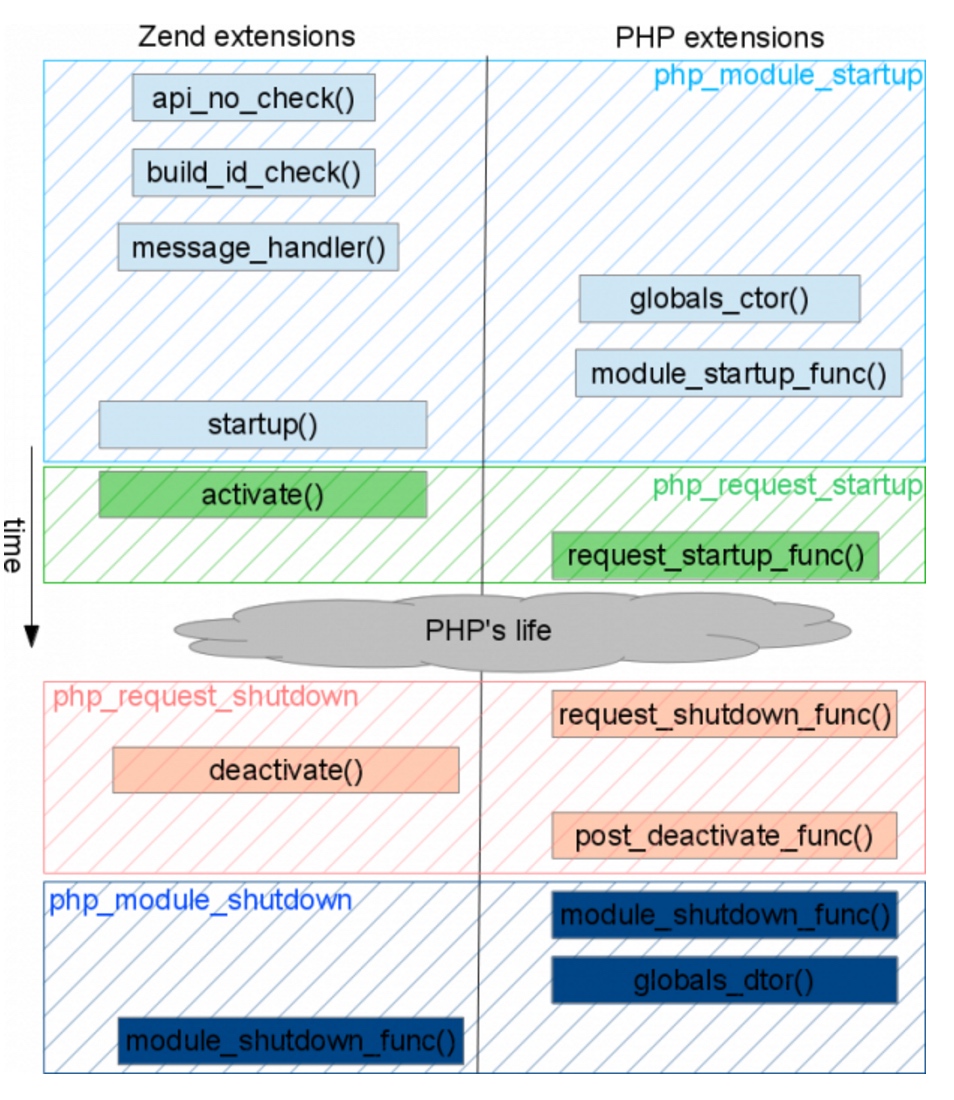 Zend extensions
PHP extensions
php_module_startup
api_no_check()
build_id_check()
message_handler()
globals_ctor()
module_startup_func()
startup()
php_request_startup
activate()
request_startup_func()
time
PHP's life
php_request_shutdown
request_shutdown_func()
deactivate()
post_deactivate_func()
php_module_shutdown
module_shutdown_func()
globals_dtor()
module_shutdown_func()